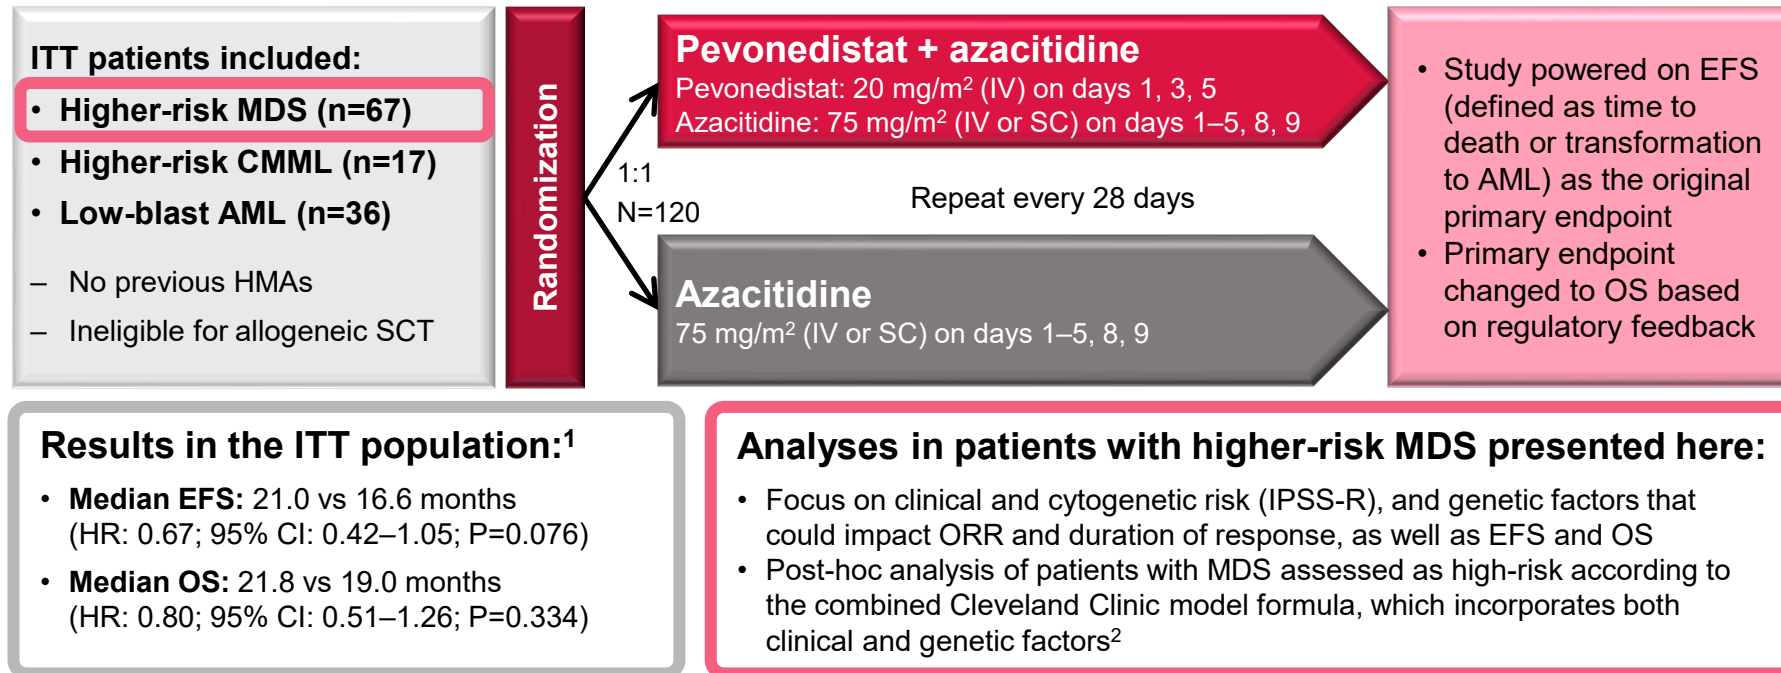 ITT patients included:
• Higher-risk MDS (n=67)
• Higher-risk CMML (n=17)
• Low-blast AML (n=36)
– No previous HMAs
– Ineligible for allogeneic SCT
Randomization
1:1
N=120
Pevonedistat + azacitidine
Pevonedistat: 20 mg/m² (IV) on days 1, 3, 5
Azacitidine: 75 mg/m² (IV or SC) on days 1–5, 8, 9
Repeat every 28 days
Azacitidine
75 mg/m² (IV or SC) on days 1–5, 8, 9
• Study powered on EFS
(defined as time to
death or transformation
to AML) as the original
primary endpoint
• Primary endpoint
changed to OS based
on regulatory feedback
Results in the ITT population:¹
• Median EFS: 21.0 vs 16.6 months
(HR: 0.67; 95% CI: 0.42–1.05; P=0.076)
• Median OS: 21.8 vs 19.0 months
(HR: 0.80; 95% CI: 0.51–1.26; P=0.334)
Analyses in patients with higher-risk MDS presented here:
• Focus on clinical and cytogenetic risk (IPSS-R), and genetic factors that
could impact ORR and duration of response, as well as EFS and OS
• Post-hoc analysis of patients with MDS assessed as high-risk according to
the combined Cleveland Clinic model formula, which incorporates both
clinical and genetic factors²